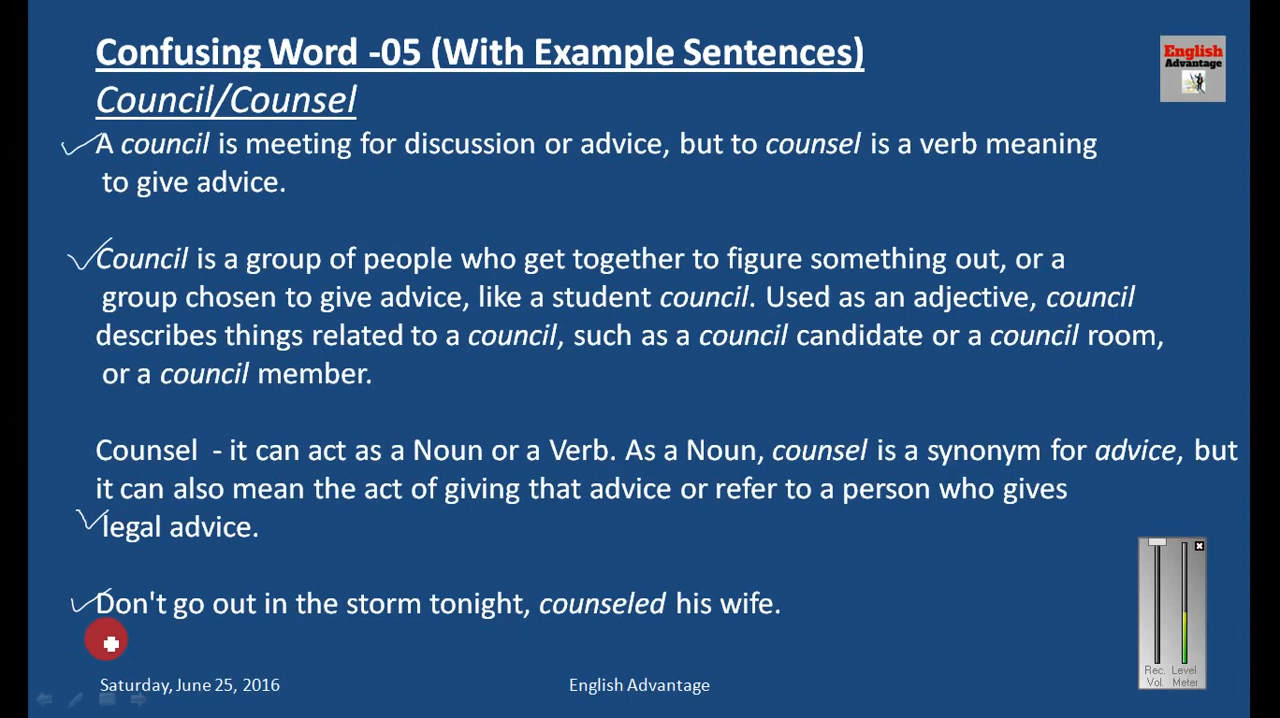 Confusing Word -05 (With Example Sentences)
English
Advantage
Council/Counsel
A council is meeting for discussion or advice, but to counsel is a verb meaning
to give advice.
Council is a group of people who get together to figure something out, or a
group chosen to give advice, like a student council. Used as an adjective, council
describes things related to a council, such as a council candidate or a council room,
or a council member.
Counsel - it can act as a Noun or a Verb. As a Noun, counsel is a synonym for advice, but
it can also mean the act of giving that advice or refer to a person who gives
legal advice.
Don't go out in the storm tonight, counseled his wife.
Rec. Level
Vol. Meter
Saturday, June 25, 2016
English Advantage